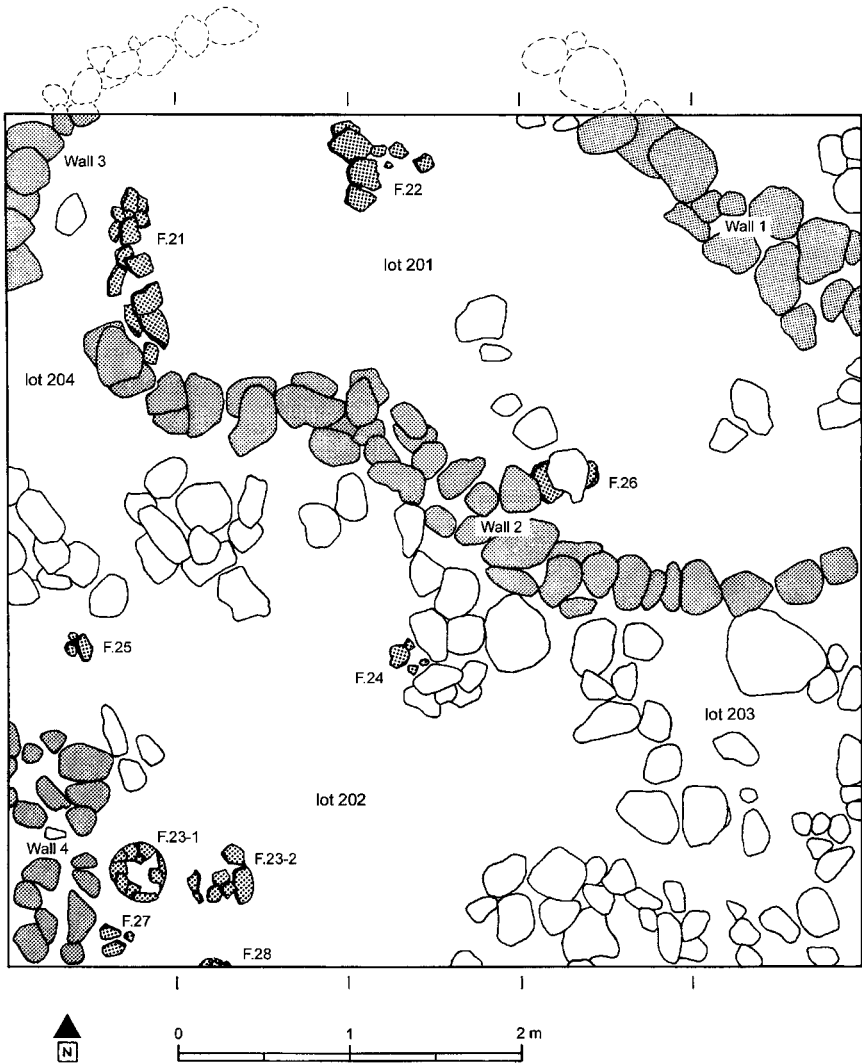 Wall 3
F.22
F.21
Wall 1
lot 201
lot 204
F.26
Wall 2
F.25
F.24
lot 203
lot 202
F.23-1
Wall 4
F.23-2
F.27
F.28
N
0 1 2 m